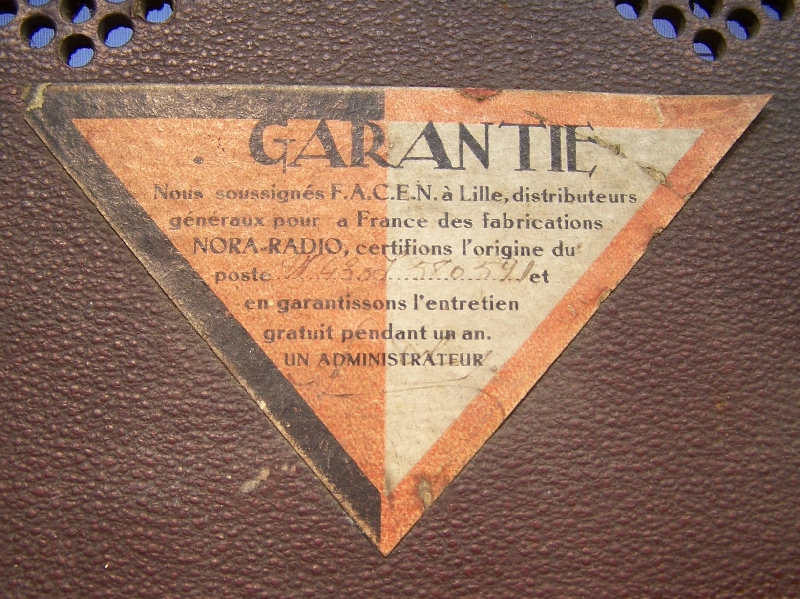 . GARANTIE
Nous soussignés F.A.C.E.N. à Lille, distributeurs
généraux pour a France des fabrications
NORA-RADIO, certifions l'origine du
poste et
en garantissons l'entretien
gratuit pendant un an.
UN ADMINISTRATEUR